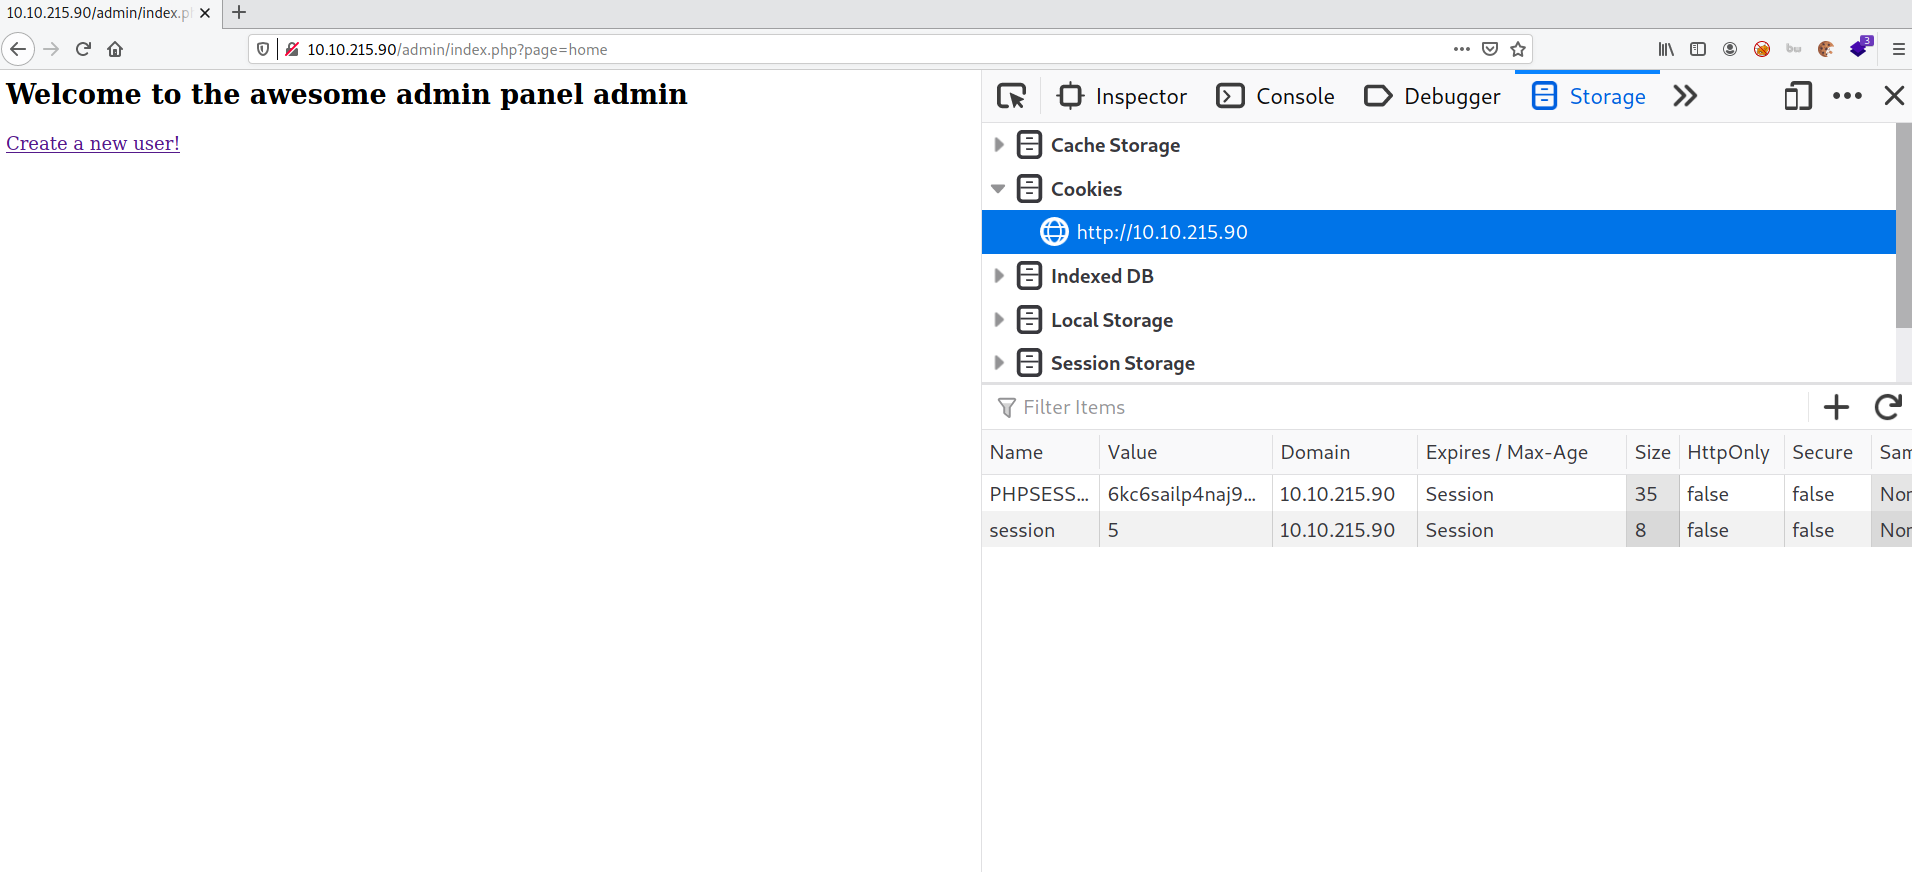 10.10.215.90/admin/index.p
10.10.215.90/admin/index.php?page=home
3
Welcome to the awesome admin panel admin
Create a new user!
Inspector Console Debugger Storage
Cache Storage
Cookies
http://10.10.215.90
Indexed DB
Local Storage
Session Storage
Filter Items
Name Value Domain Expires / Max-Age Size HttpOnly Secure Sam
PHPSESS... 6kc6sailp4naj9... 10.10.215.90 Session 35 false false Nor
session 5 10.10.215.90 Session 8 false false Nor